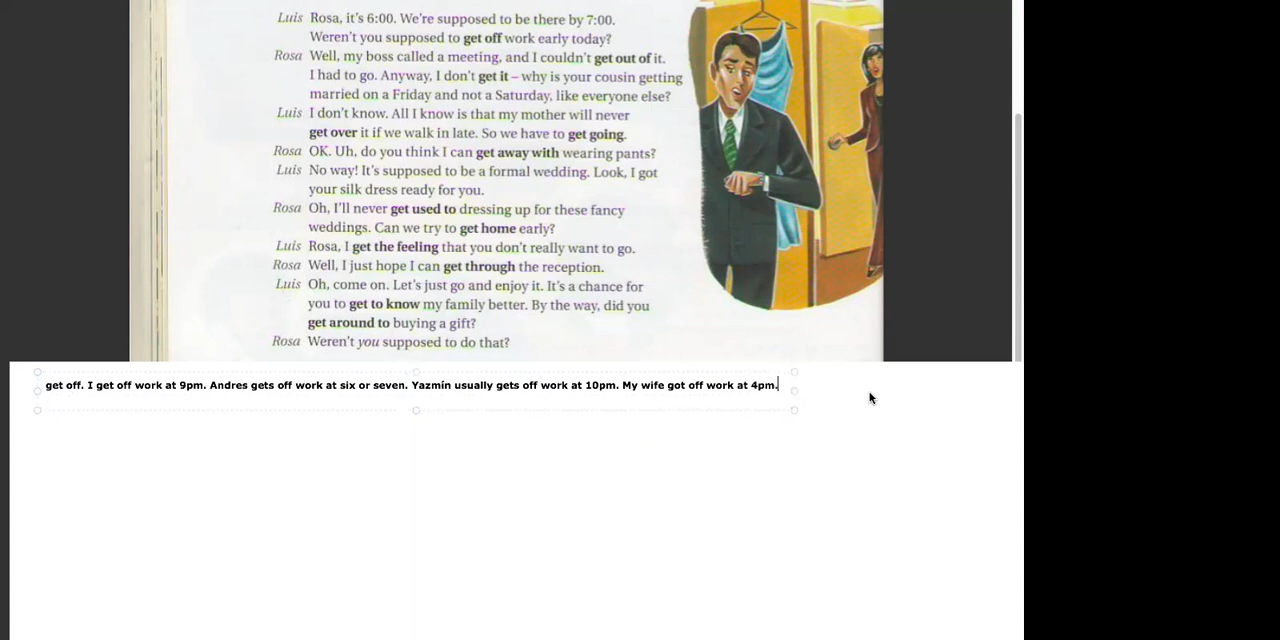 Luis Rosa, it's 6:00. We're supposed to be there by 7:00.
Weren't you supposed to get off work early today?
Rosa Well, my boss called a meeting, and I couldn't get out of it.
I had to go. Anyway, I don't get it – why is your cousin getting
married on a Friday and not a Saturday, like everyone else?
Luis I don't know. All I know is that my mother will never
get over it if we walk in late. So we have to get going.
Rosa OK. Uh, do you think I can get away with wearing pants?
Luis No way! It's supposed to be a formal wedding. Look, I got
your silk dress ready for you.
Rosa Oh, I'll never get used to dressing up for these fancy
weddings. Can we try to get home early?
Luis Rosa, I get the feeling that you don't really want to go.
Rosa Well, I just hope I can get through the reception.
Luis Oh, come on. Let's just go and enjoy it. It's a chance for
you to get to know my family better. By the way, did you
get around to buying a gift?
Rosa Weren't you supposed to do that?
get off. I get off work at 9pm. Andres gets off work at six or seven. Yazmín usually gets off work at 10pm. My wife got off work at 4pm.